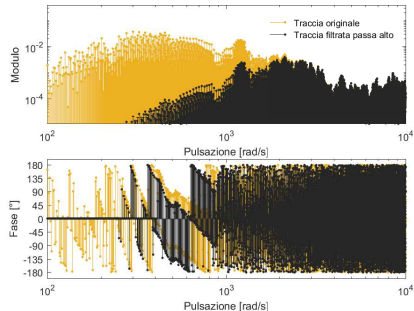 Traccia originale
Traccia filtrata passa alto
Modulo
10^-2
10^-4
10^2
10^3
10^4
Pulsazione [rad/s]
Fase [°]
180
135
90
45
0
-45
-90
-135
-180
10^2
10^3
10^4
Pulsazione [rad/s]